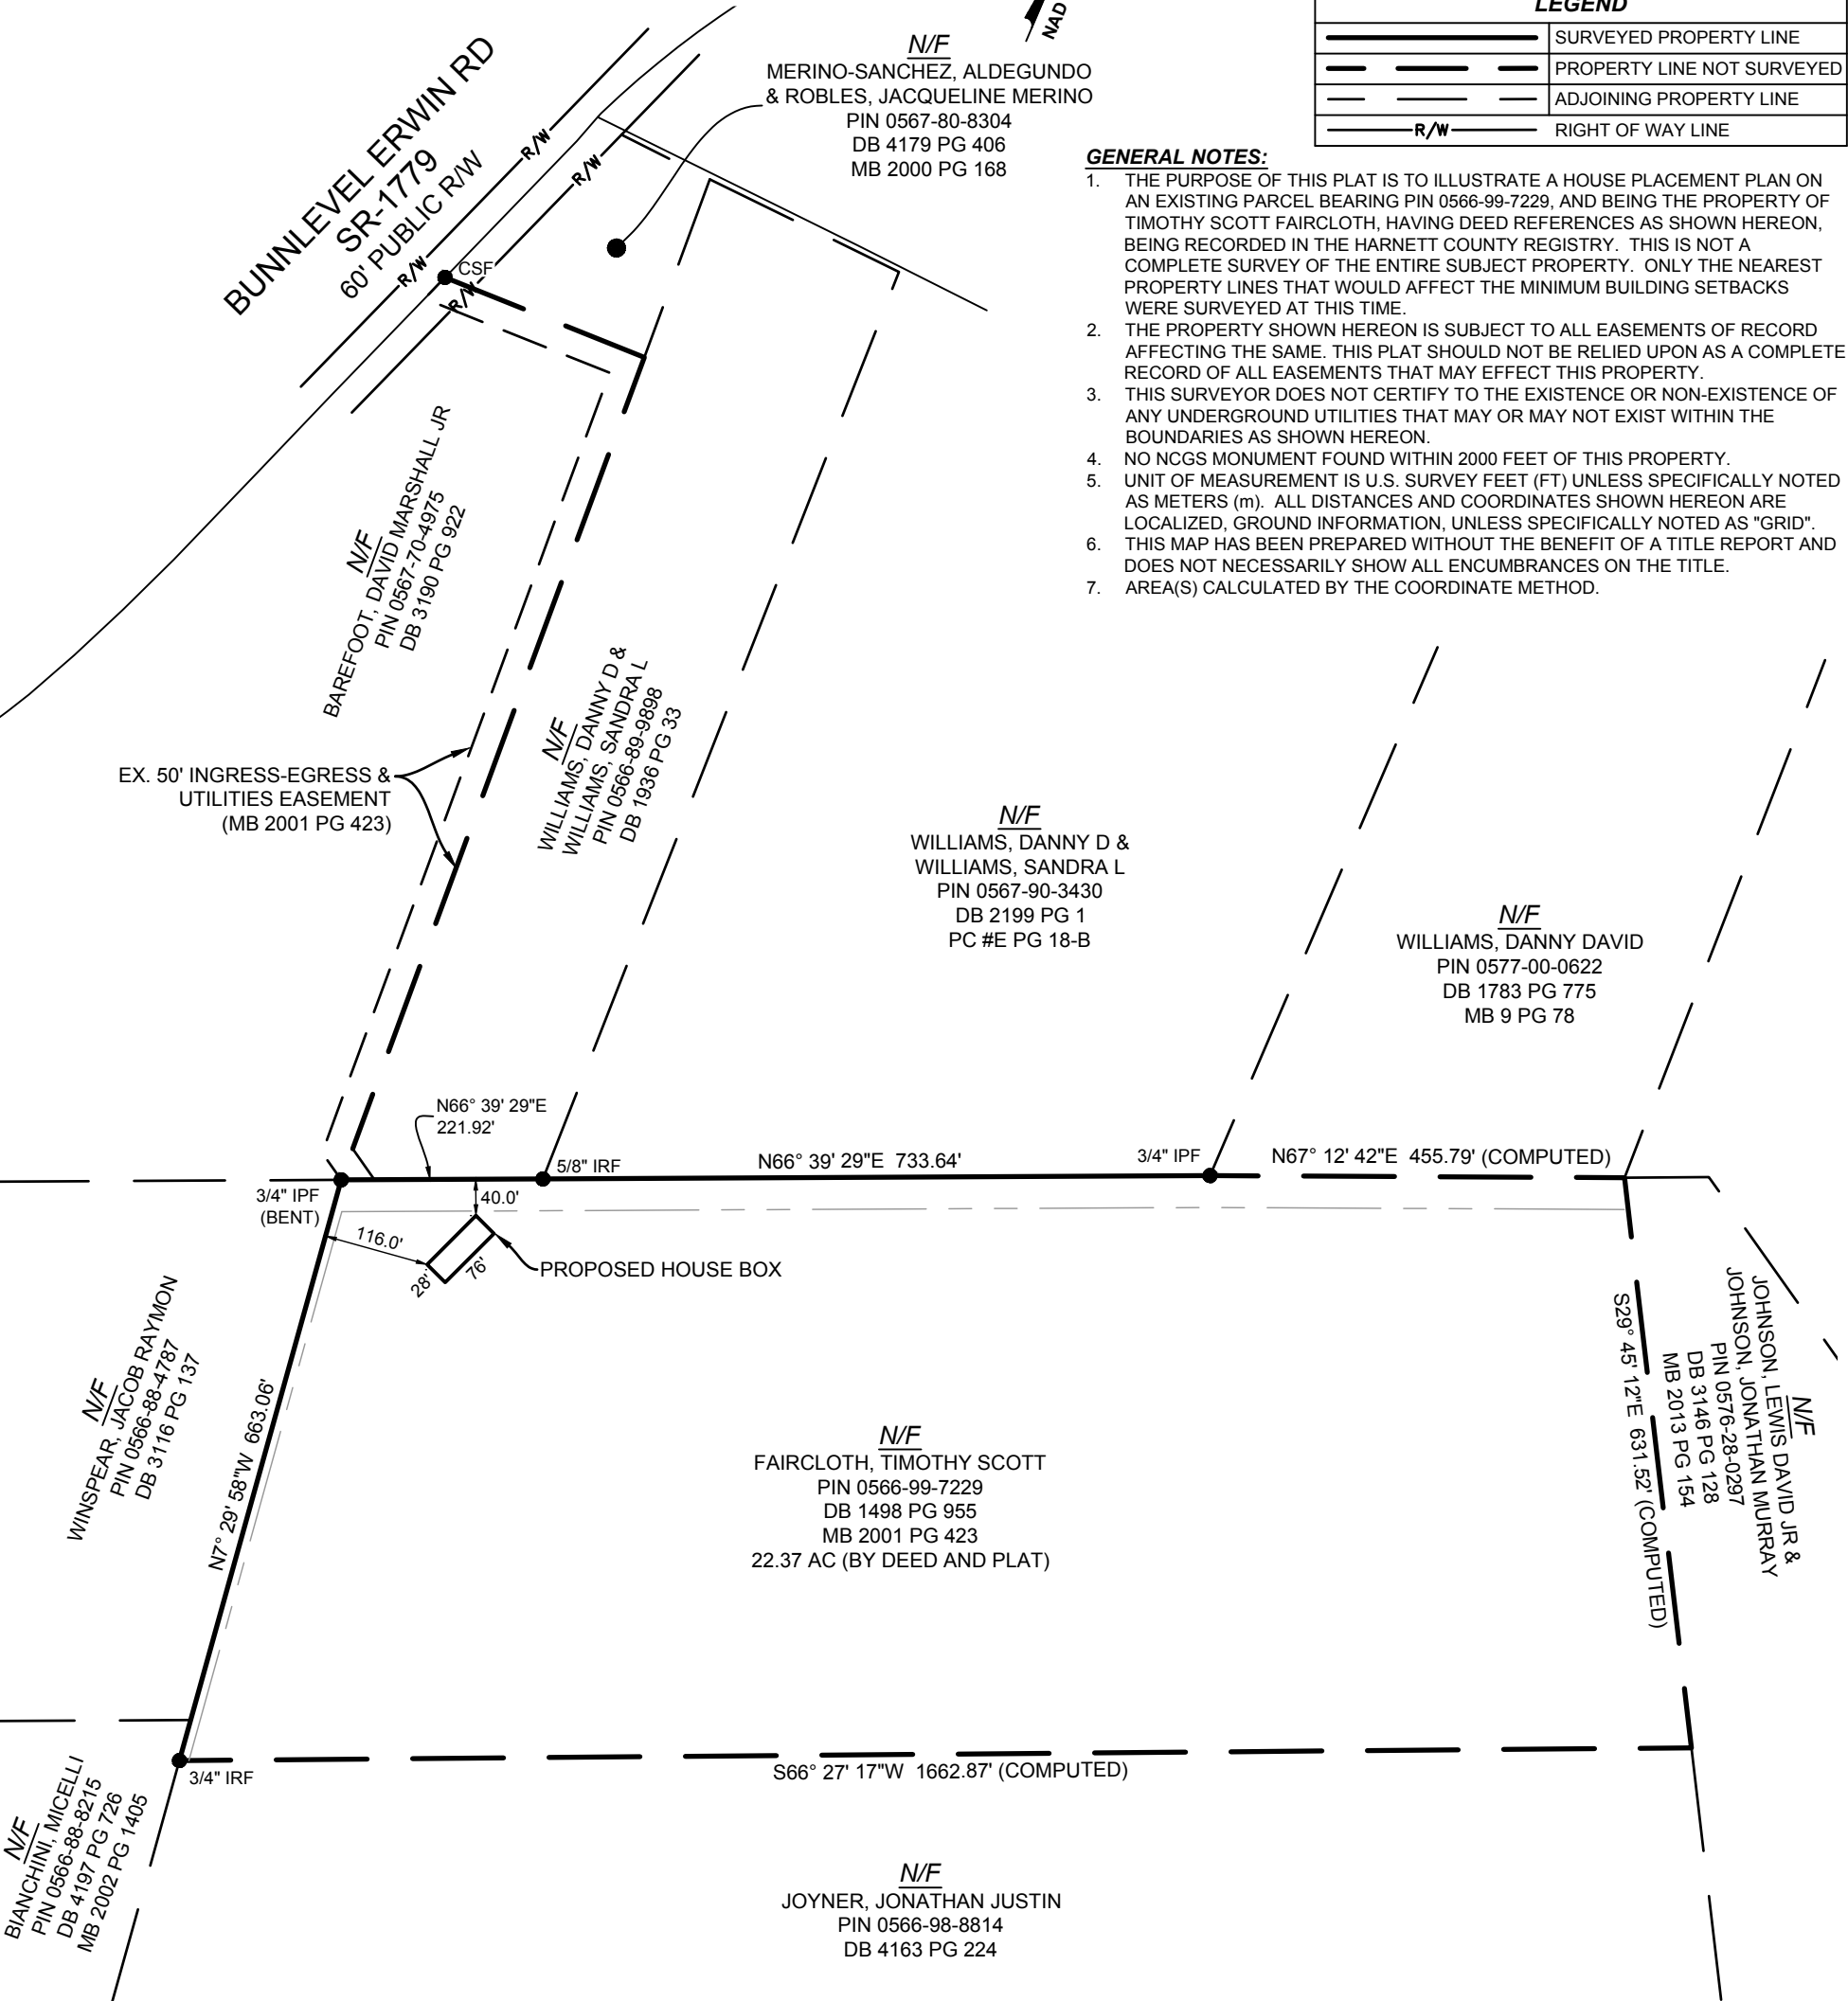 LEGEND
SURVEYED PROPERTY LINE
PROPERTY LINE NOT SURVEYED
ADJOINING PROPERTY LINE
R/W
RIGHT OF WAY LINE
NAD
N/F
MERINO-SANCHEZ, ALDEGUNDO
& ROBLES, JACQUELINE MERINO
PIN 0567-80-8304
DB 4179 PG 406
MB 2000 PG 168
BUNNLEVEL ERWIN RD
SR-1779
60' PUBLIC R/W
R/W
R/W
R/W
R/W
CSF
GENERAL NOTES:
1. THE PURPOSE OF THIS PLAT IS TO ILLUSTRATE A HOUSE PLACEMENT PLAN ON
AN EXISTING PARCEL BEARING PIN 0566-99-7229, AND BEING THE PROPERTY OF
TIMOTHY SCOTT FAIRCLOTH, HAVING DEED REFERENCES AS SHOWN HEREON,
BEING RECORDED IN THE HARNETT COUNTY REGISTRY. THIS IS NOT A
COMPLETE SURVEY OF THE ENTIRE SUBJECT PROPERTY. ONLY THE NEAREST
PROPERTY LINES THAT WOULD AFFECT THE MINIMUM BUILDING SETBACKS
WERE SURVEYED AT THIS TIME.
2. THE PROPERTY SHOWN HEREON IS SUBJECT TO ALL EASEMENTS OF RECORD
AFFECTING THE SAME. THIS PLAT SHOULD NOT BE RELIED UPON AS A COMPLETE
RECORD OF ALL EASEMENTS THAT MAY EFFECT THIS PROPERTY.
3. THIS SURVEYOR DOES NOT CERTIFY TO THE EXISTENCE OR NON-EXISTENCE OF
ANY UNDERGROUND UTILITIES THAT MAY OR MAY NOT EXIST WITHIN THE
BOUNDARIES AS SHOWN HEREON.
4. NO NCGS MONUMENT FOUND WITHIN 2000 FEET OF THIS PROPERTY.
5. UNIT OF MEASUREMENT IS U.S. SURVEY FEET (FT) UNLESS SPECIFICALLY NOTED
AS METERS (m). ALL DISTANCES AND COORDINATES SHOWN HEREON ARE
LOCALIZED, GROUND INFORMATION, UNLESS SPECIFICALLY NOTED AS "GRID".
6. THIS MAP HAS BEEN PREPARED WITHOUT THE BENEFIT OF A TITLE REPORT AND
DOES NOT NECESSARILY SHOW ALL ENCUMBRANCES ON THE TITLE.
7. AREA(S) CALCULATED BY THE COORDINATE METHOD.
N/F
BAREFOOT, DAVID MARSHALL JR
PIN 0567-70-4975
DB 3190 PG 922
EX. 50' INGRESS-EGRESS &
UTILITIES EASEMENT
(MB 2001 PG 423)
N/F
WILLIAMS, DANNY D &
WILLIAMS, SANDRA L
PIN 0566-89-9898
DB 1936 PG 33
N/F
WILLIAMS, DANNY D &
WILLIAMS, SANDRA L
PIN 0567-90-3430
DB 2199 PG 1
PC #E PG 18-B
N/F
WILLIAMS, DANNY DAVID
PIN 0577-00-0622
DB 1783 PG 775
MB 9 PG 78
N66° 39' 29"E
221.92'
5/8" IRF
N66° 39' 29"E 733.64'
3/4" IPF
N67° 12' 42"E 455.79' (COMPUTED)
3/4" IPF
(BENT)
40.0'
116.0'
28'
76'
PROPOSED HOUSE BOX
N/F
WINSPEAR, JACOB RAYMON
PIN 0566-88-4787
DB 3116 PG 137
N7° 29' 58"W 663.06'
N/F
FAIRCLOTH, TIMOTHY SCOTT
PIN 0566-99-7229
DB 1498 PG 955
MB 2001 PG 423
22.37 AC (BY DEED AND PLAT)
S29° 45' 12"E 631.52' (COMPUTED)
N/F
JOHNSON, LEWIS DAVID JR &
JOHNSON, JONATHAN MURRAY
PIN 0576-28-0297
DB 3146 PG 128
MB 2013 PG 154
3/4" IRF
S66° 27' 17"W 1662.87' (COMPUTED)
N/F
BIANCHINI, MICELLI
PIN 0566-88-8215
DB 4197 PG 726
MB 2002 PG 1405
N/F
JOYNER, JONATHAN JUSTIN
PIN 0566-98-8814
DB 4163 PG 224